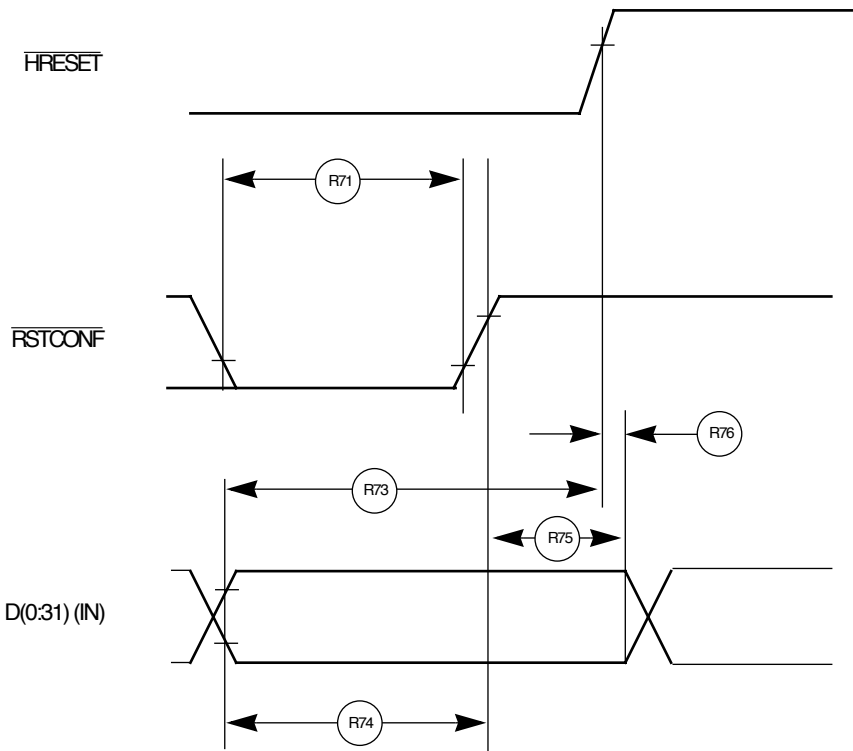 HRESET
R71
RSTCONF
R76
R73
R75
D(0:31) (IN)
R74